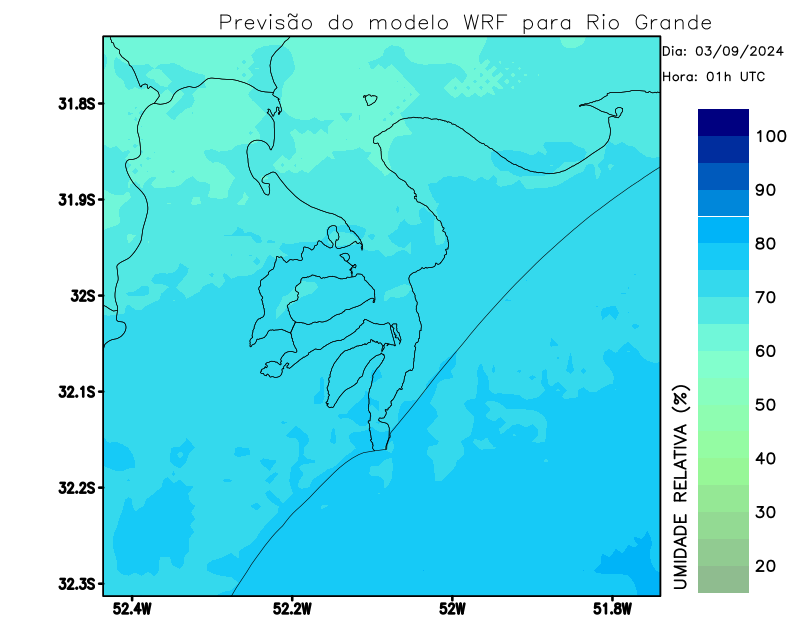 Previsão do modelo WRF para Rio Grande
Dia: 03/09/2024
Hora: 01h UTC
31.8S
31.9S
32S
32.1S
32.2S
32.3S
52.4W
52.2W
52W
51.8W
100
90
80
70
60
50
40
30
20
UMIDADE RELATIVA (%)